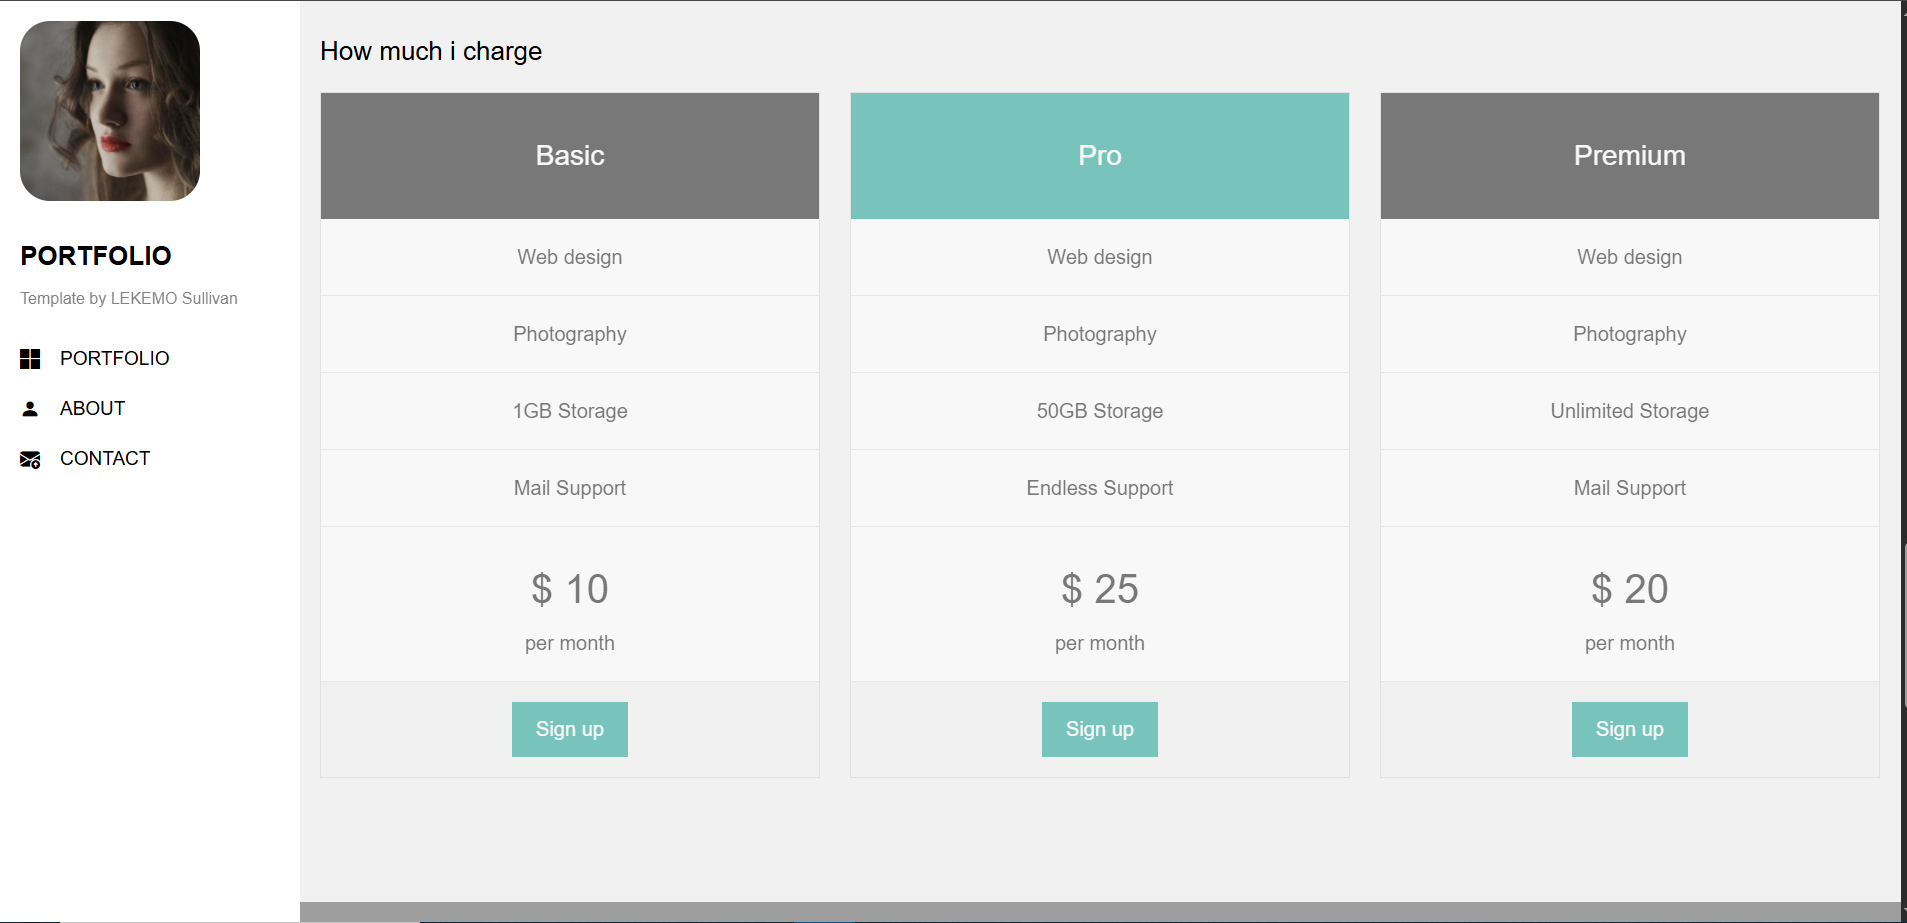 PORTFOLIO
Template by LEKEMO Sullivan
PORTFOLIO
ABOUT
CONTACT
How much i charge
Basic
Web design
Photography
1GB Storage
Mail Support
$ 10
per month
Sign up
Pro
Web design
Photography
50GB Storage
Endless Support
$ 25
per month
Sign up
Premium
Web design
Photography
Unlimited Storage
Mail Support
$ 20
per month
Sign up